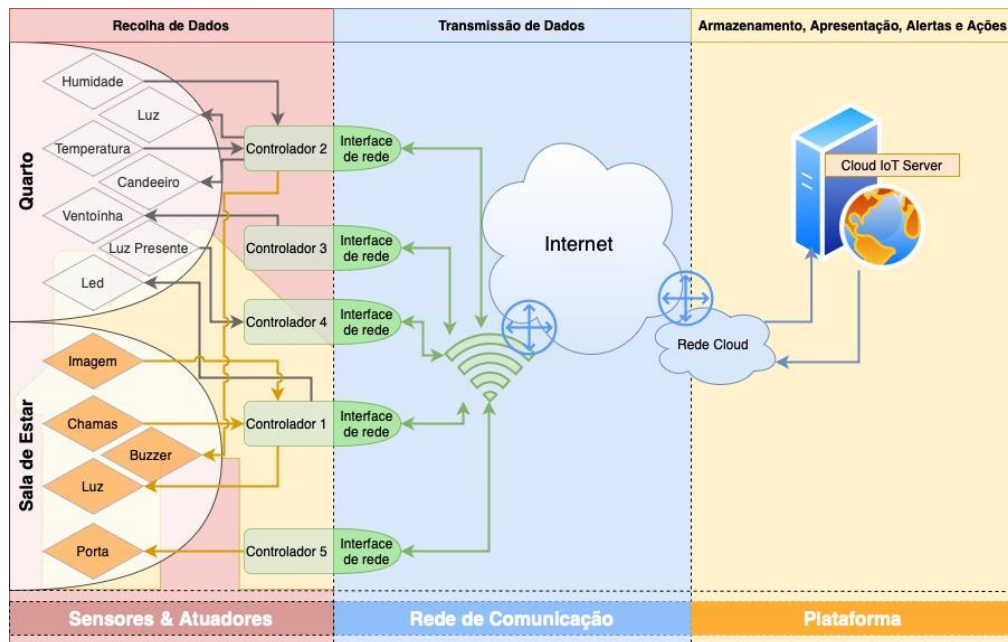 Recolha de Dados
Transmissão de Dados
Armazenamento, Apresentação, Alertas e Ações
Quarto
Humidade
Luz
Temperatura
Candeeiro
Ventoínha
Luz Presente
Led
Sala de Estar
Imagem
Chamas
Buzzer
Luz
Porta
Controlador 2
Interface
de rede
Controlador 3
Interface
de rede
Controlador 4
Interface
de rede
Controlador 1
Interface
de rede
Controlador 5
Interface
de rede
Internet
Rede Cloud
Cloud IoT Server
Sensores & Atuadores
Rede de Comunicação
Plataforma